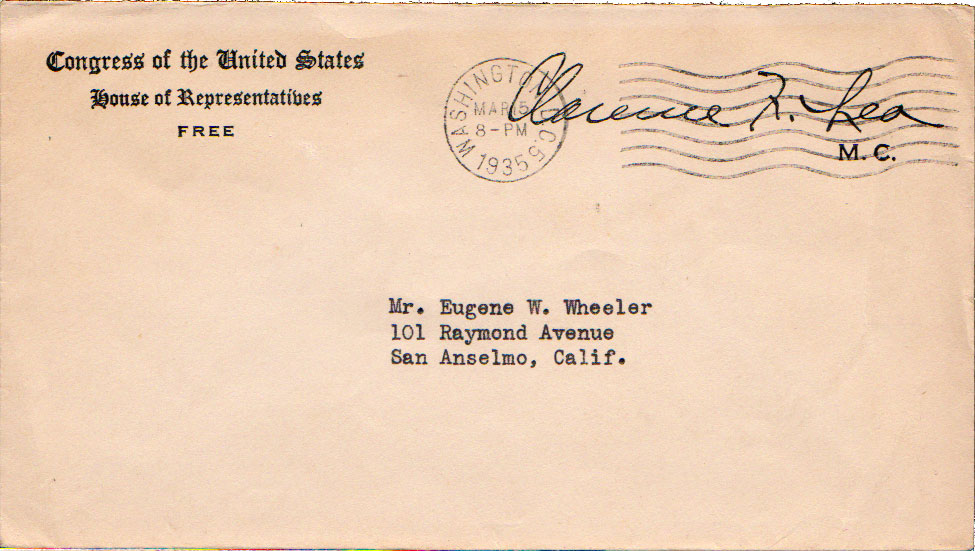 Congress of the United States
House of Representatives
FREE
WASHINGTON D.C. 5
MAR 15
8-PM
1935
Clarence F. Lea
M. C.
Mr. Eugene W. Wheeler
101 Raymond Avenue
San Anselmo, Calif.